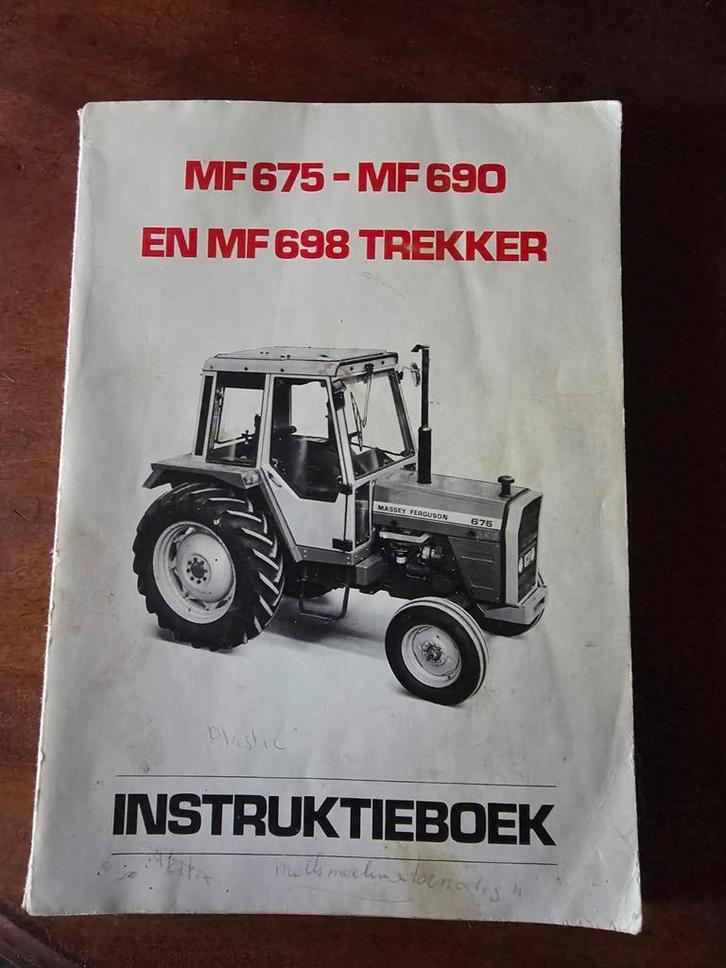 MF 675 - MF 690
EN MF 698 TREKKER
MASSEY FERGUSON 675
plastic
INSTRUKTIEBOEK